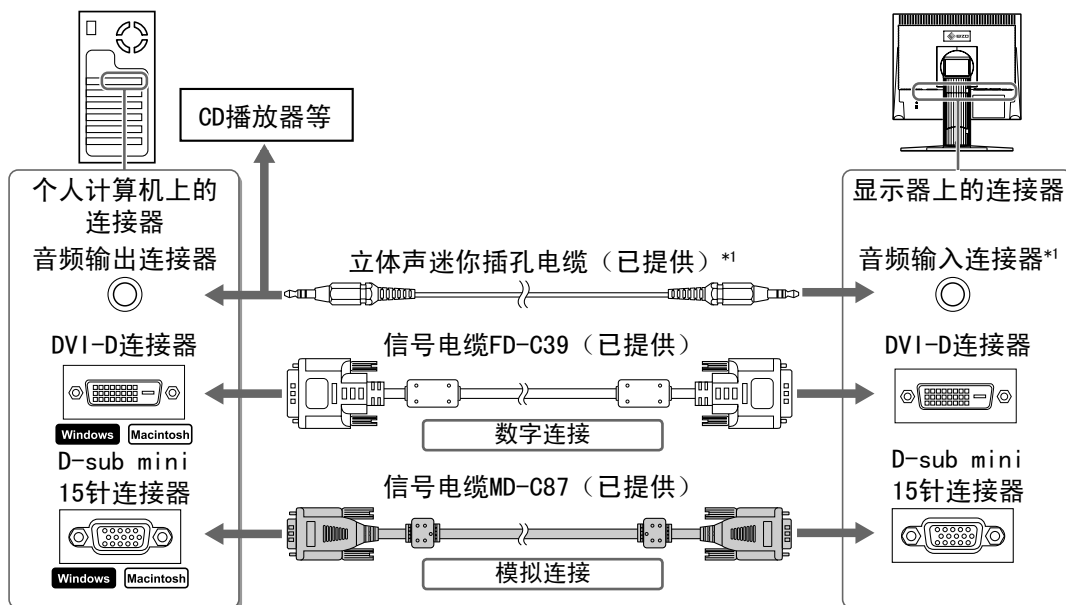 EIZO
CD播放器等
个人计算机上的
连接器
显示器上的连接器
音频输出连接器
立体声迷你插孔电缆（已提供）*1
音频输入连接器*1
DVI-D连接器
信号电缆FD-C39（已提供）
DVI-D连接器
Windows Macintosh
数字连接
D-sub mini
15针连接器
信号电缆MD-C87（已提供）
D-sub mini
15针连接器
Windows Macintosh
模拟连接